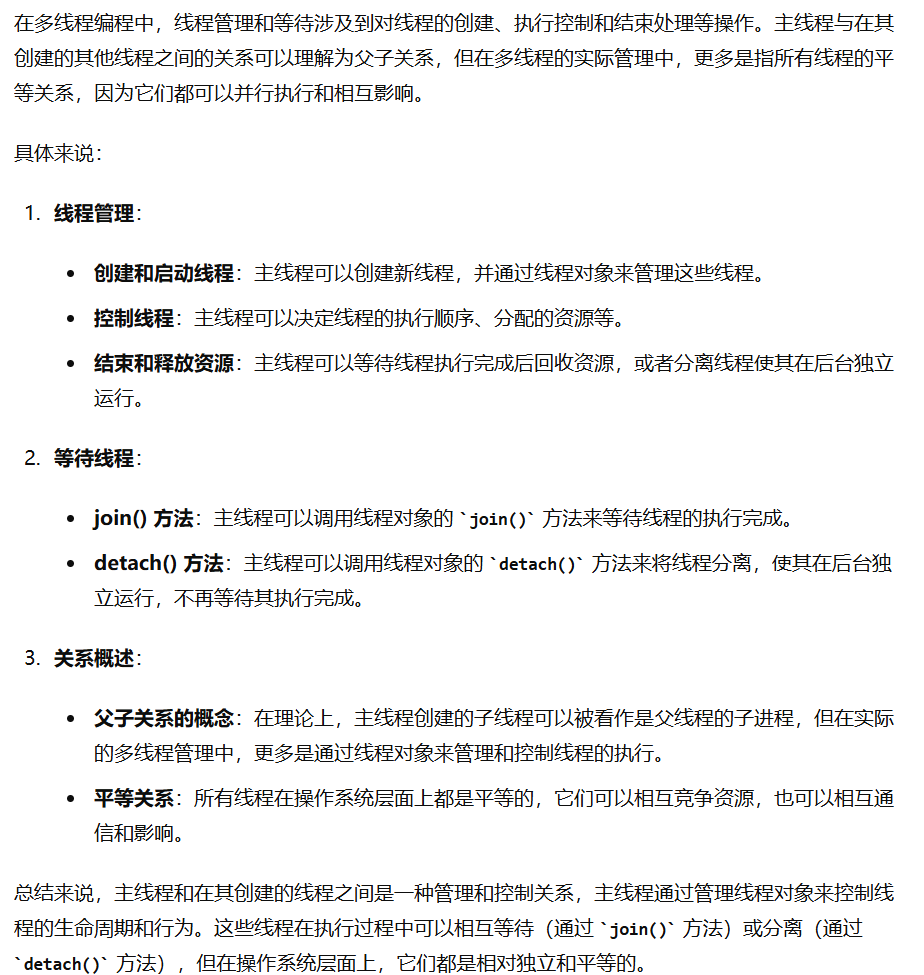 在多线程编程中，线程管理和等待涉及到对线程的创建、执行控制和结束处理等操作。主线程与在其
创建的其他线程之间的关系可以理解为父子关系，但在多线程的实际管理中，更多是指所有线程的平
等关系，因为它们都可以并行执行和相互影响。
具体来说：
1. 线程管理：
• 创建和启动线程：主线程可以创建新线程，并通过线程对象来管理这些线程。
• 控制线程：主线程可以决定线程的执行顺序、分配的资源等。
• 结束和释放资源：主线程可以等待线程执行完成后回收资源，或者分离线程使其在后台独立
运行。
2. 等待线程：
• join() 方法：主线程可以调用线程对象的 `join()` 方法来等待线程的执行完成。
• detach() 方法：主线程可以调用线程对象的 `detach()` 方法来将线程分离，使其在后台独
立运行，不再等待其执行完成。
3. 关系概述：
• 父子关系的概念：在理论上，主线程创建的子线程可以被看作是父线程的子进程，但在实际
的多线程管理中，更多是通过线程对象来管理和控制线程的执行。
• 平等关系：所有线程在操作系统层面上都是平等的，它们可以相互竞争资源，也可以相互通
信和影响。
总结来说，主线程和在其创建的线程之间是一种管理和控制关系，主线程通过管理线程对象来控制线
程的生命周期和行为。这些线程在执行过程中可以相互等待（通过 `join()` 方法）或分离（通过
`detach()` 方法），但在操作系统层面上，它们都是相对独立和平等的。